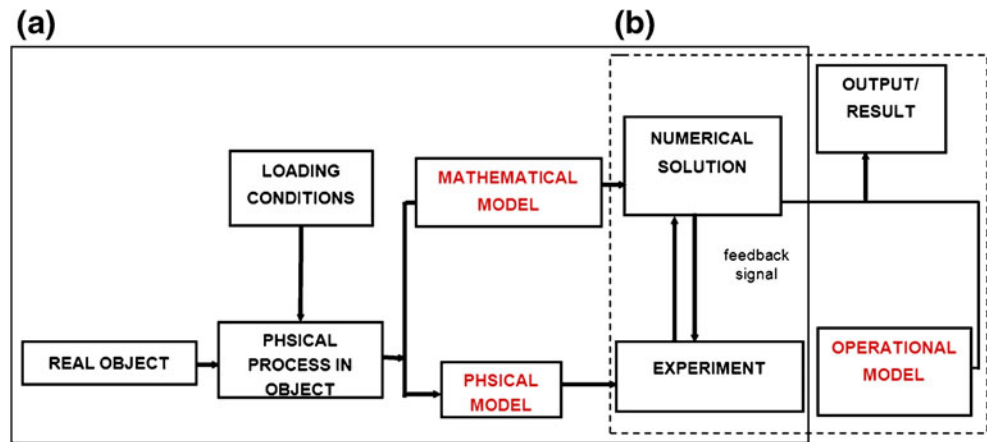 (a)
(b)
OUTPUT/
RESULT
NUMERICAL
SOLUTION
LOADING
CONDITIONS
MATHEMATICAL
MODEL
feedback
signal
REAL OBJECT
PHSICAL
PROCESS IN
OBJECT
PHSICAL
MODEL
EXPERIMENT
OPERATIONAL
MODEL